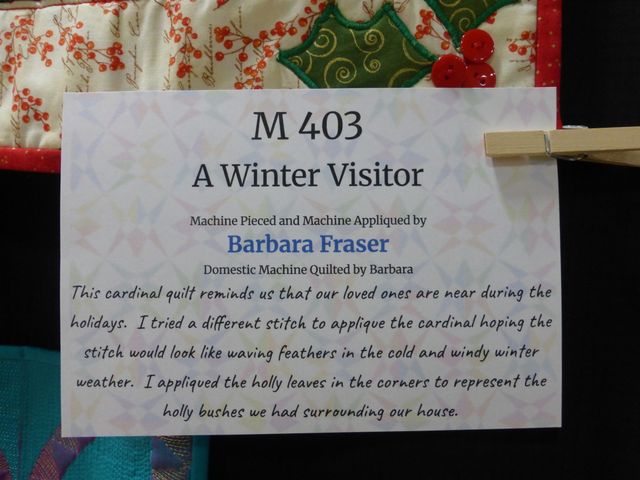 M 403
A Winter Visitor
Machine Pieced and Machine Appliqued by
Barbara Fraser
Domestic Machine Quilted by Barbara
This cardinal quilt reminds us that our loved ones are near during the
holidays. I tried a different stitch to applique the cardinal hoping the
stitch would look like waving feathers in the cold and windy winter
weather. I appliqued the holly leaves in the corners to represent the
holly bushes we had surrounding our house.